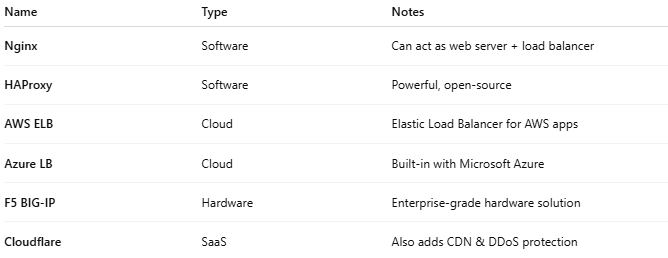 Name Type Notes
Nginx Software Can act as web server + load balancer
HAProxy Software Powerful, open-source
AWS ELB Cloud Elastic Load Balancer for AWS apps
Azure LB Cloud Built-in with Microsoft Azure
F5 BIG-IP Hardware Enterprise-grade hardware solution
Cloudflare SaaS Also adds CDN & DDoS protection